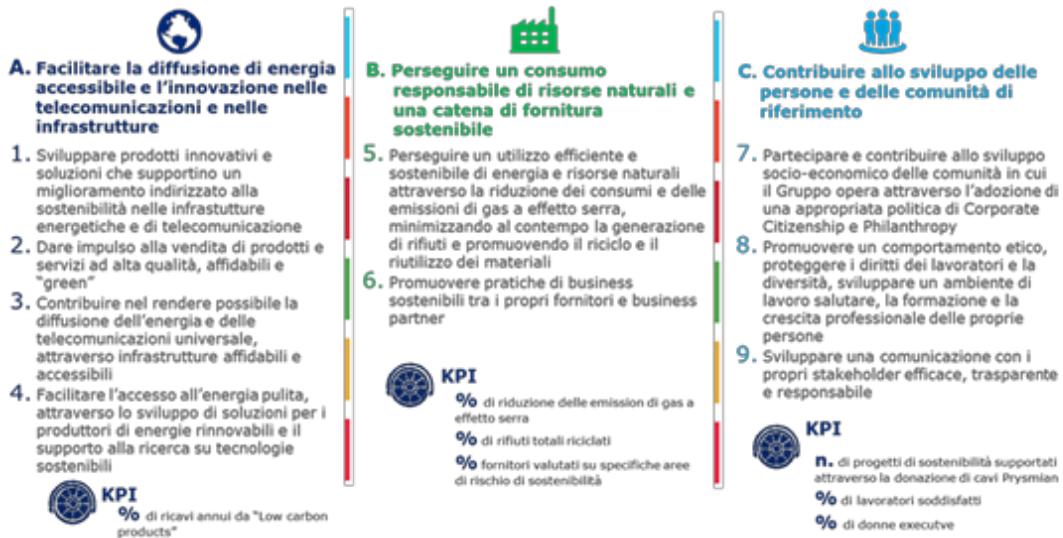 A. Facilitare la diffusione di energia
accessibile e l’innovazione nelle
telecomunicazioni e nelle
infrastrutture
1. Sviluppare prodotti innovativi e
soluzioni che supportino un
miglioramento indirizzato alla
sostenibilità nelle infrastutture
energetiche e di telecomunicazione
2. Dare impulso alla vendita di prodotti e
servizi ad alta qualità, affidabili e
“green”
3. Contribuire nel rendere possibile la
diffusione dell’energia e delle
telecomunicazioni universale,
attraverso infrastrutture affidabili e
accessibili
4. Facilitare l’accesso all’energia pulita,
attraverso lo sviluppo di soluzioni per i
produttori di energie rinnovabili e il
supporto alla ricerca su tecnologie
sostenibili
KPI
% di ricavi annui da “Low carbon
products”
B. Perseguire un consumo
responsabile di risorse naturali e
una catena di fornitura
sostenibile
5. Perseguire un utilizzo efficiente e
sostenibile di energia e risorse naturali
attraverso la riduzione dei consumi e delle
emissioni di gas a effetto serra,
minimizzando al contempo la generazione
di rifiuti e promuovendo il riciclo e il
riutilizzo dei materiali
6. Promuovere pratiche di business
sostenibili tra i propri fornitori e business
partner
KPI
% di riduzione delle emission di gas a
effetto serra
% di rifiuti totali riciclati
% fornitori valutati su specifiche aree
di rischio di sostenibilità
C. Contribuire allo sviluppo delle
persone e delle comunità di
riferimento
7. Partecipare e contribuire allo sviluppo
socio-economico delle comunità in cui
il Gruppo opera attraverso l’adozione di
una appropriata politica di Corporate
Citizenship e Philanthropy
8. Promuovere un comportamento etico,
proteggere i diritti dei lavoratori e la
diversità, sviluppare un ambiente di
lavoro salutare, la formazione e la
crescita professionale delle proprie
persone
9. Sviluppare una comunicazione con i
propri stakeholder efficace, trasparente
e responsabile
KPI
n. di progetti di sostenibilità supportati
attraverso la donazione di cavi Prysmian
% di lavoratori soddisfatti
% di donne executve